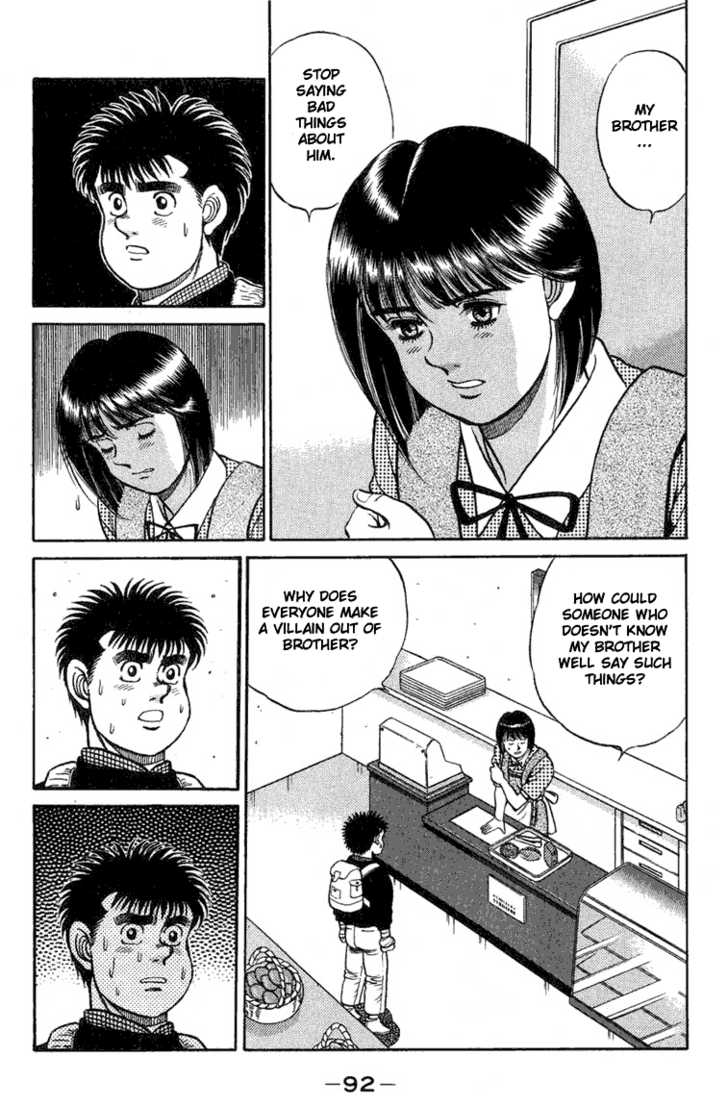 MY
BROTHER
...
STOP
SAYING
BAD
THINGS
ABOUT
HIM.
HOW COULD
SOMEONE WHO
DOESN'T KNOW
MY BROTHER
WELL SAY SUCH
THINGS?
WHY DOES
EVERYONE MAKE
A VILLAIN OUT OF
BROTHER?
—92—